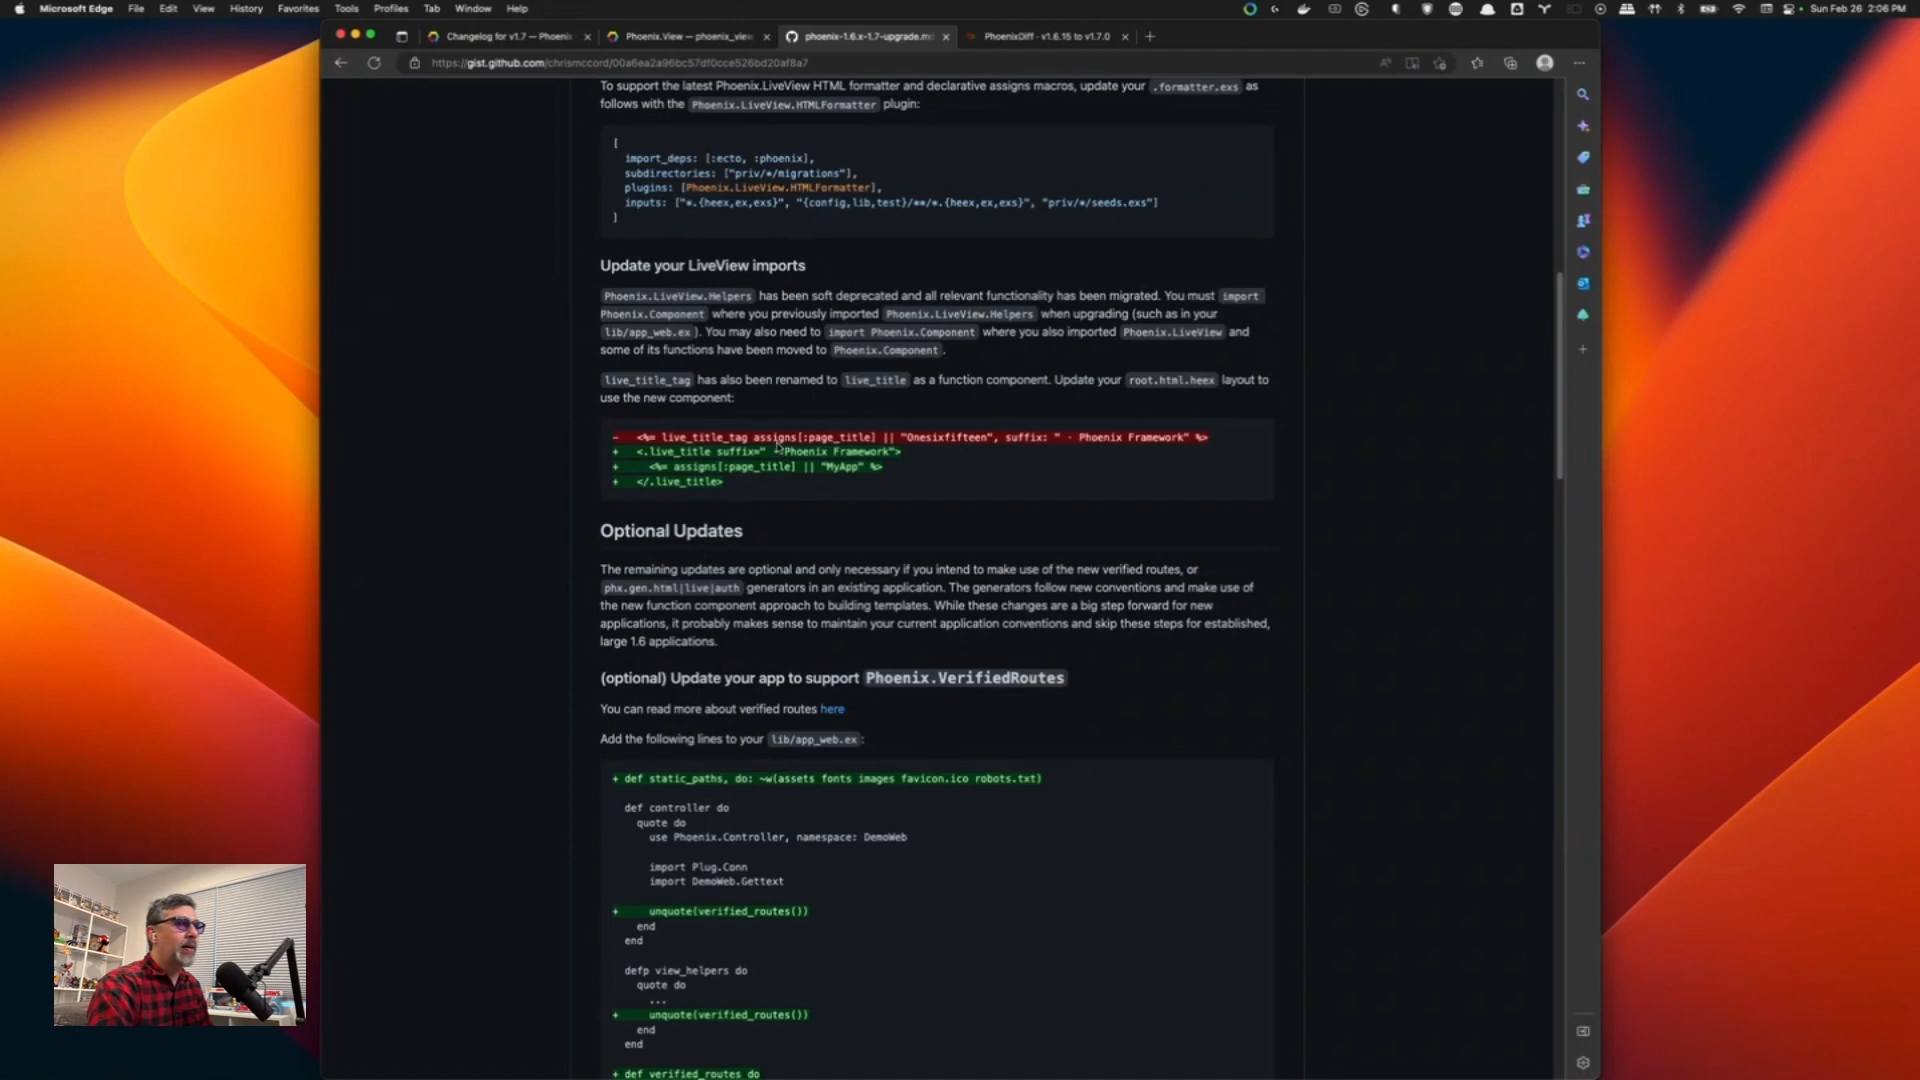 Microsoft Edge File Edit View History Favorites Tools Profiles Tab Window Help
Sun Feb 26 2:06 PM
Changelog for v1.7 — Phoenix
Phoenix.View — phoenix_view
phoenix-1.6.x-1.7-upgrade.md
PhoenixDiff · v1.6.15 to v1.7.0
https://gist.github.com/chrismccord/00a6ea2a96bc57df0cce526bd20af8a7
To support the latest Phoenix.LiveView HTML formatter and declarative assigns macros, update your .formatter.exs as
follows with the Phoenix.LiveView.HTMLFormatter plugin:
[
import_deps: [:ecto, :phoenix],
subdirectories: ["priv/*/migrations"],
plugins: [Phoenix.LiveView.HTMLFormatter],
inputs: ["*.{heex,ex,exs}", "{config,lib,test}/**/*.{heex,ex,exs}", "priv/*/seeds.exs"]
]
Update your LiveView imports
Phoenix.LiveView.Helpers has been soft deprecated and all relevant functionality has been migrated. You must import
Phoenix.Component where you previously imported Phoenix.LiveView.Helpers when upgrading (such as in your
lib/app_web.ex). You may also need to import Phoenix.Component where you also imported Phoenix.LiveView and
some of its functions have been moved to Phoenix.Component.
live_title_tag has also been renamed to live_title as a function component. Update your root.html.heex layout to
use the new component:
- <%= live_title_tag assigns[:page_title] || "Onesixfifteen", suffix: " · Phoenix Framework" %>
+ <.live_title suffix=" · Phoenix Framework">
+ <%= assigns[:page_title] || "MyApp" %>
+ </.live_title>
Optional Updates
The remaining updates are optional and only necessary if you intend to make use of the new verified routes, or
phx.gen.html|live|auth generators in an existing application. The generators follow new conventions and make use of
the new function component approach to building templates. While these changes are a big step forward for new
applications, it probably makes sense to maintain your current application conventions and skip these steps for established,
large 1.6 applications.
(optional) Update your app to support Phoenix.VerifiedRoutes
You can read more about verified routes here
Add the following lines to your lib/app_web.ex:
+ def static_paths, do: ~w(assets fonts images favicon.ico robots.txt)
def controller do
quote do
use Phoenix.Controller, namespace: DemoWeb
import Plug.Conn
import DemoWeb.Gettext
+ unquote(verified_routes())
end
end
defp view_helpers do
quote do
...
+ unquote(verified_routes())
end
end
+ def verified_routes do